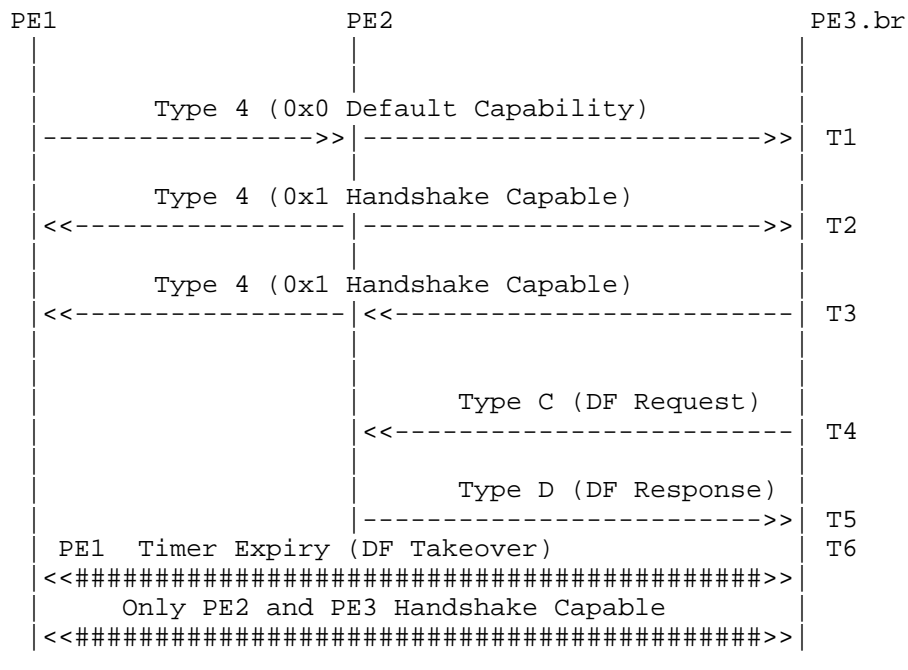 PE1 PE2 PE3.br
Type 4 (0x0 Default Capability)
T1
Type 4 (0x1 Handshake Capable)
T2
Type 4 (0x1 Handshake Capable)
T3
Type C (DF Request)
T4
Type D (DF Response)
T5
PE1 Timer Expiry (DF Takeover) T6
<<###########################################>>
Only PE2 and PE3 Handshake Capable
<<###########################################>>